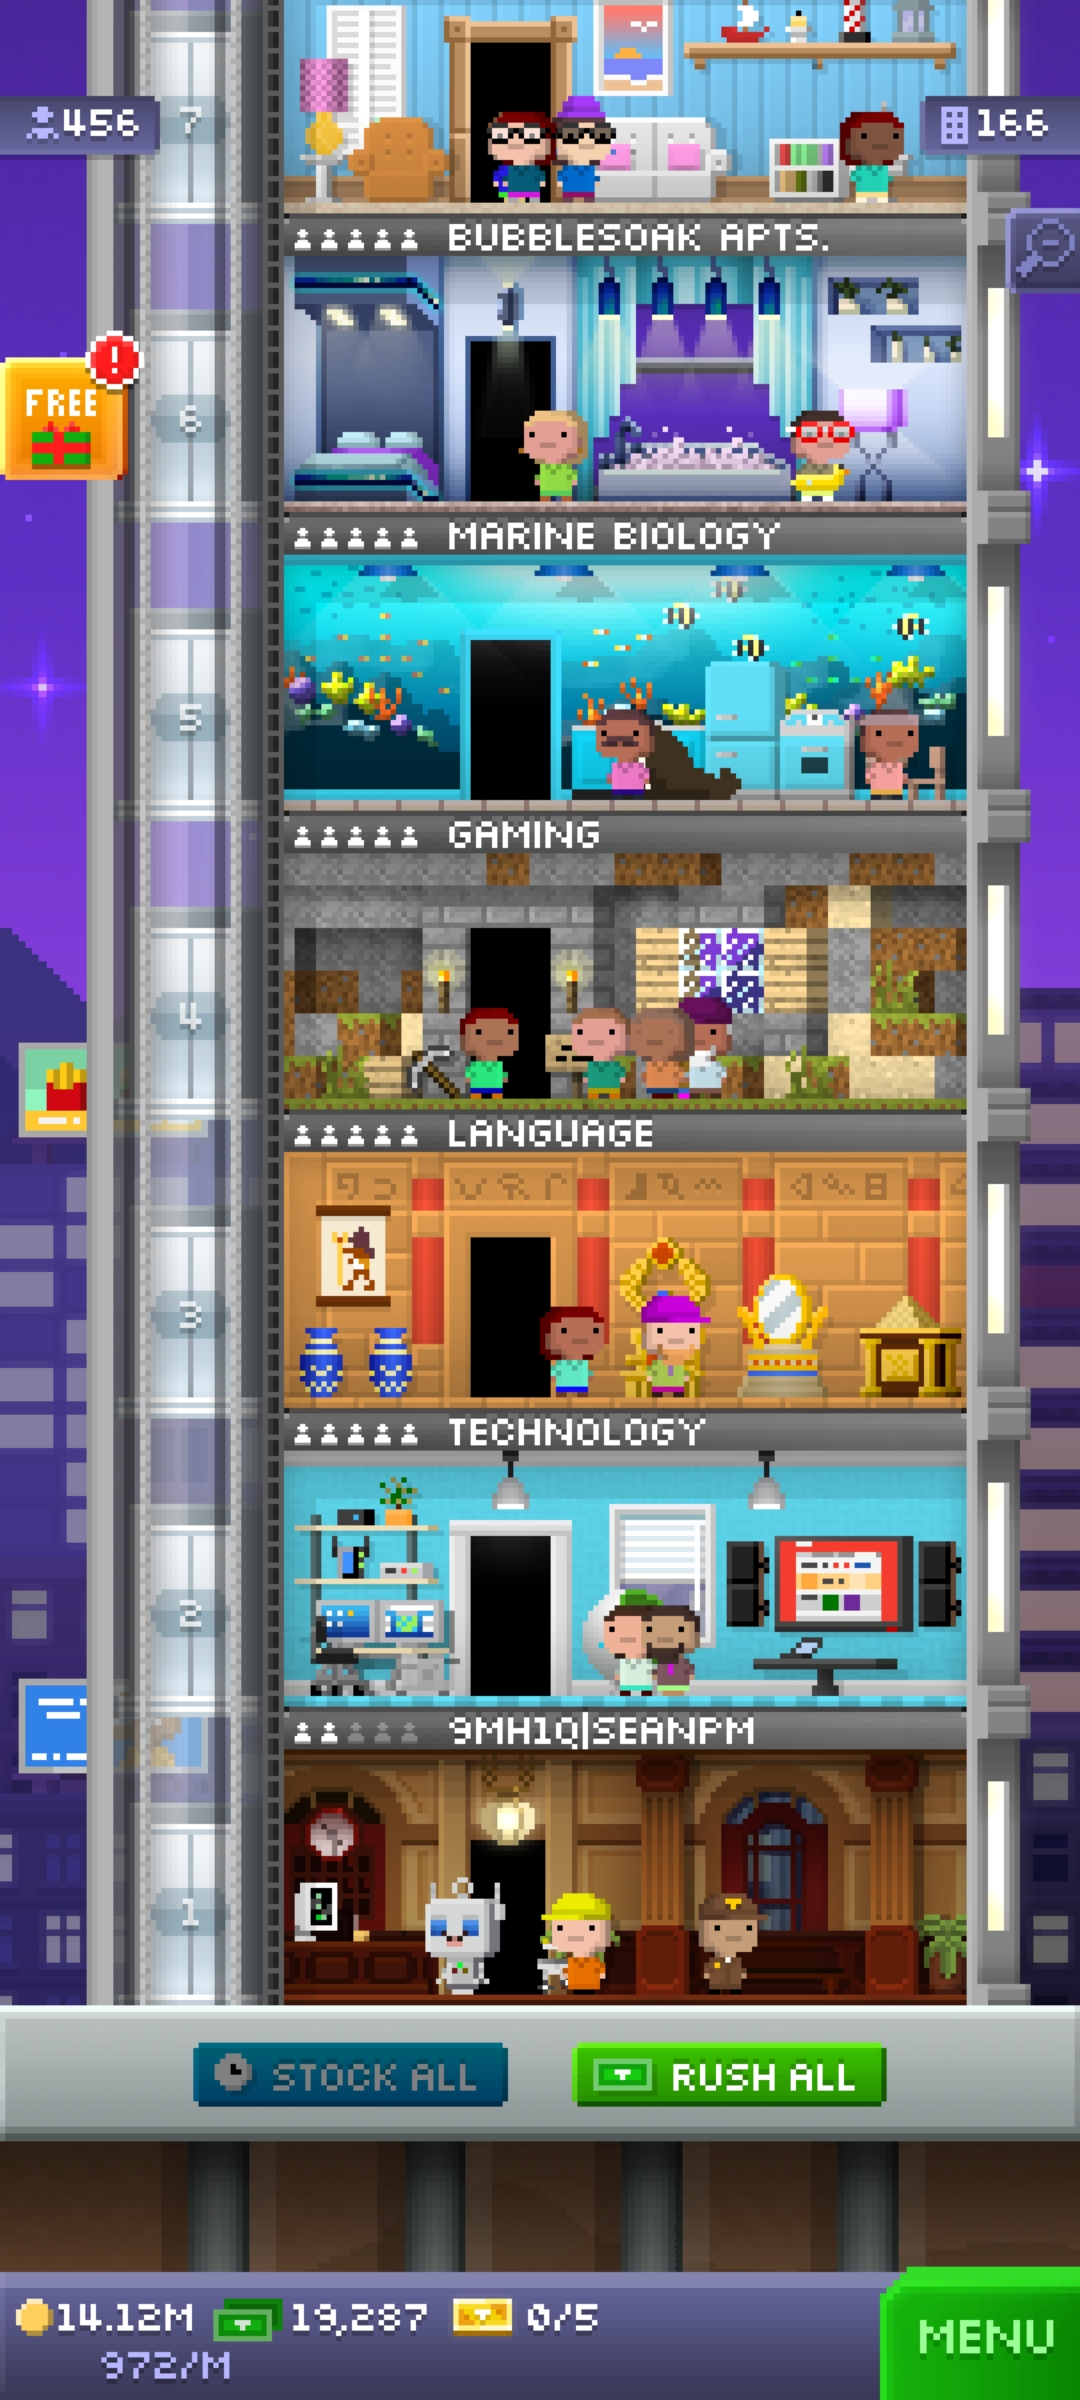 7
456
166
BUBBLESOAK APTS.
FREE
!
6
MARINE BIOLOGY
5
GAMING
4
LANGUAGE
3
TECHNOLOGY
2
9MH1Q|SEANPM
1
STOCK ALL
RUSH ALL
14.12M 19,287 0/5
972/M
MENU